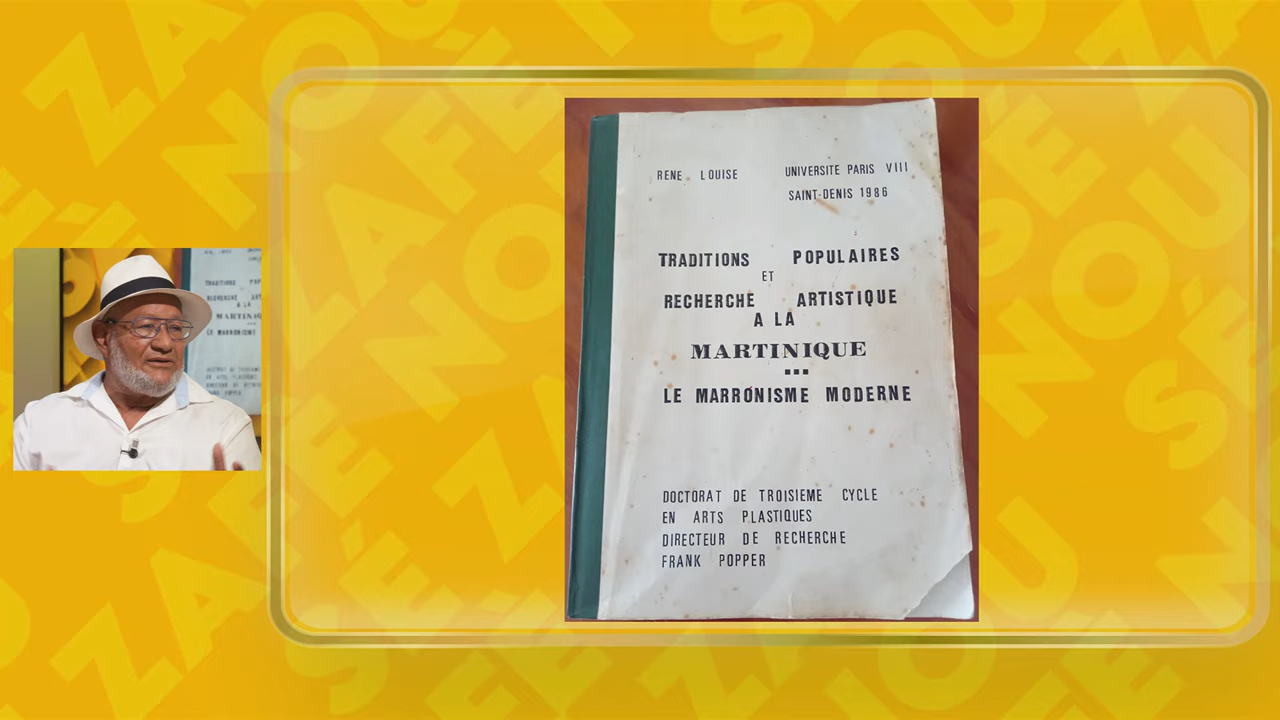 RENE LOUISE UNIVERSITE PARIS VIII
SAINT-DENIS 1986
TRADITIONS POPULAIRES
ET
RECHERCHE ARTISTIQUE
A LA
MARTINIQUE
LE MARRONISME MODERNE
DOCTORAT DE TROISIEME CYCLE
EN ARTS PLASTIQUES
DIRECTEUR DE RECHERCHE
FRANK POPPER